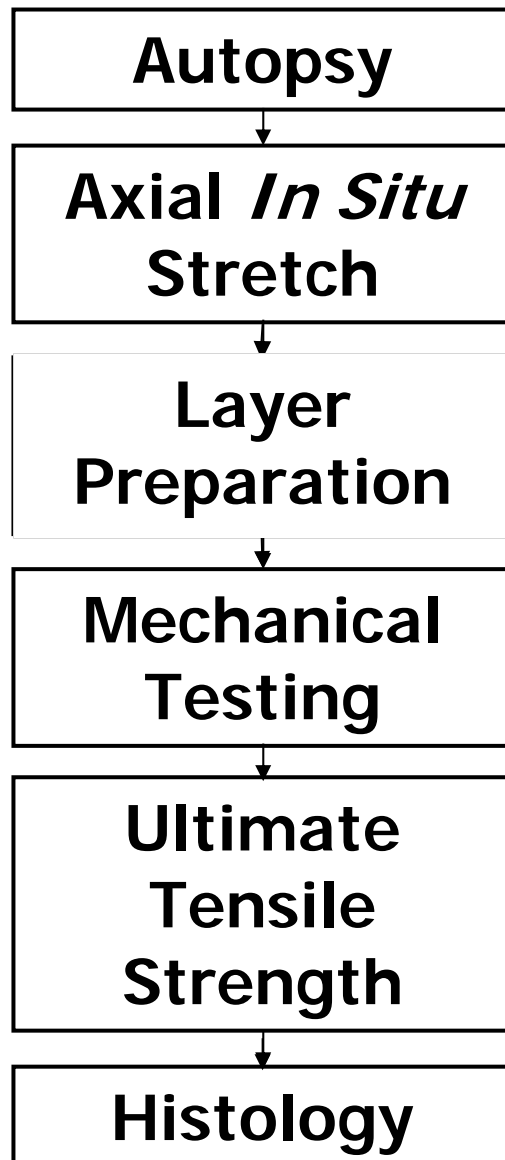 Autopsy
Axial In Situ
Stretch
Layer
Preparation
Mechanical
Testing
Ultimate
Tensile
Strength
Histology